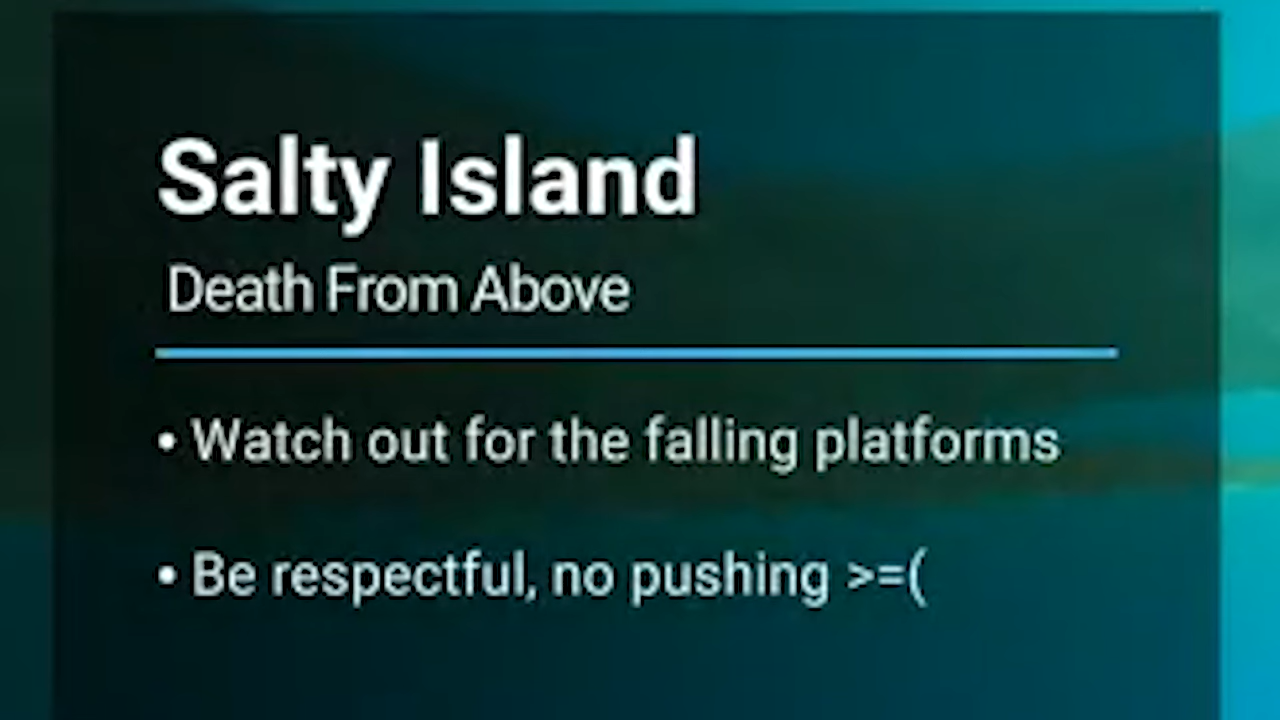 Salty Island
Death From Above
• Watch out for the falling platforms
• Be respectful, no pushing >=(